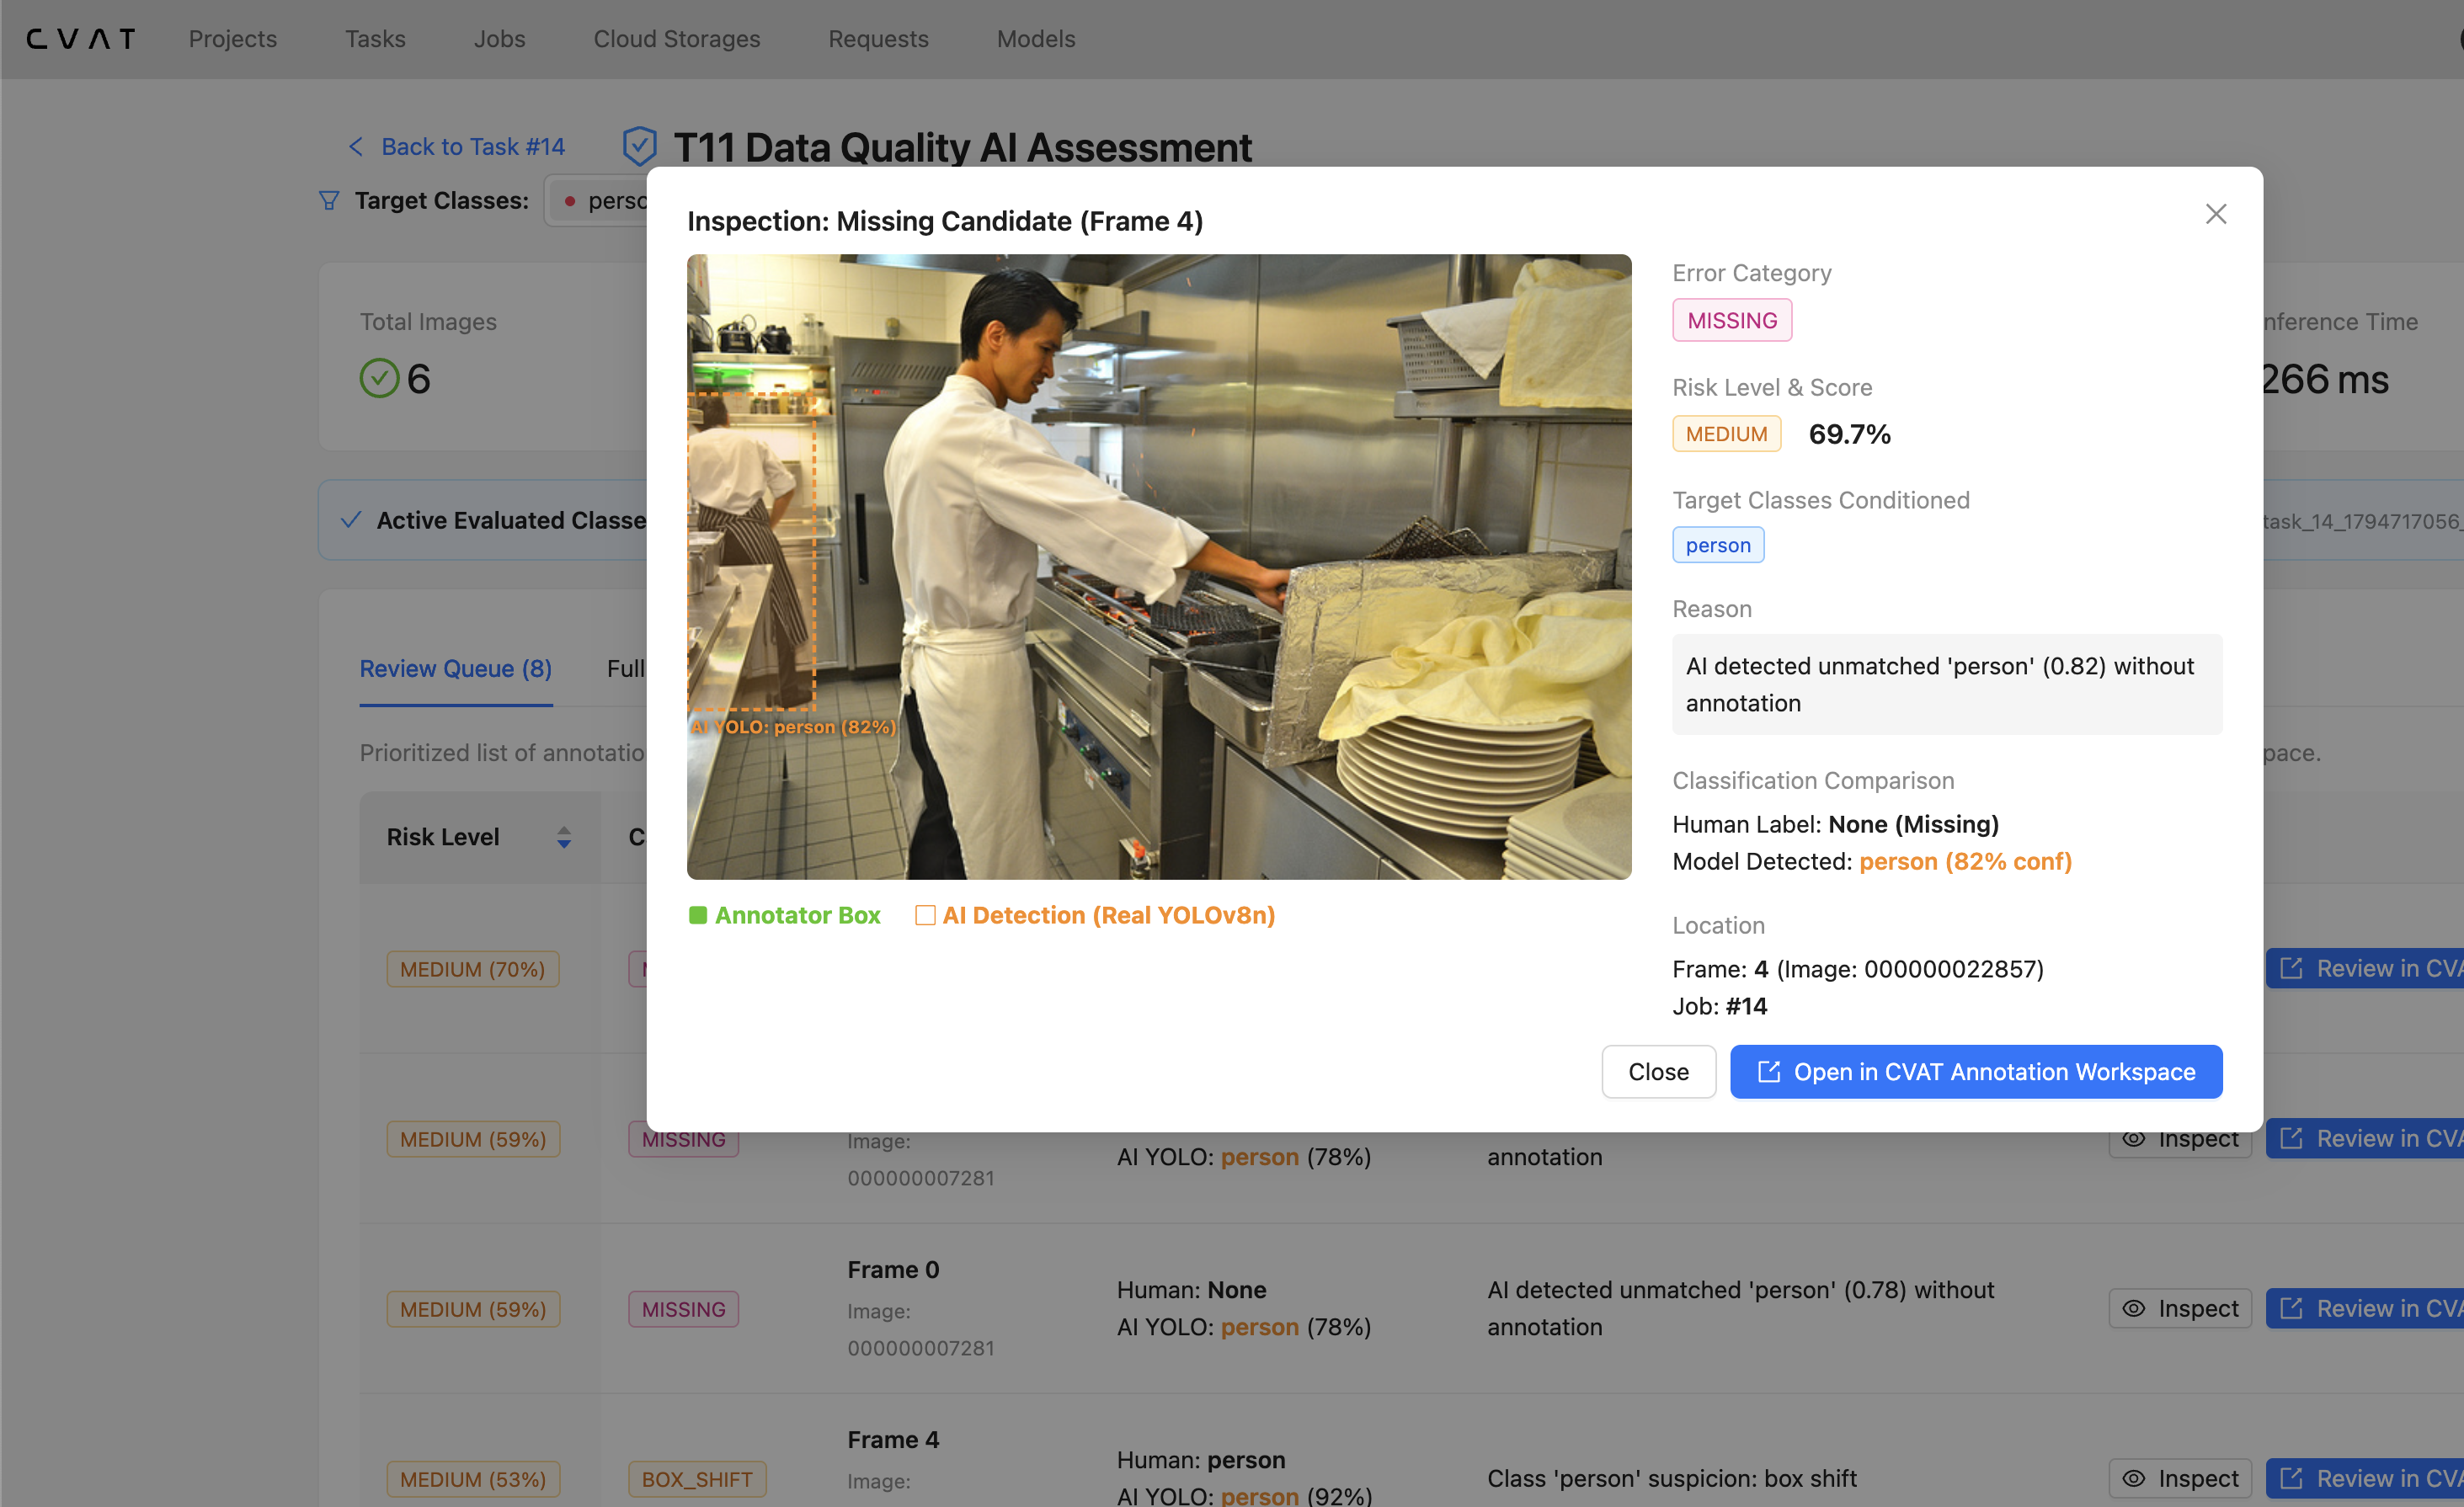 CVAT
Projects
Tasks
Jobs
Cloud Storages
Requests
Models
Back to Task #14
T11 Data Quality AI Assessment
Target Classes:
Total Images
6
nference Time
266 ms
Active Evaluated Classe
task_14_1794717056_
Review Queue (8)
Full
Prioritized list of annotatio
pace.
Risk Level
Inspection: Missing Candidate (Frame 4)
AI YOLO: person (82%)
Annotator Box
AI Detection (Real YOLOv8n)
Error Category
MISSING
Risk Level & Score
MEDIUM 69.7%
Target Classes Conditioned
person
Reason
AI detected unmatched 'person' (0.82) without
annotation
Classification Comparison
Human Label: None (Missing)
Model Detected: person (82% conf)
Location
Frame: 4 (Image: 000000022857)
Job: #14
Close
Open in CVAT Annotation Workspace
MEDIUM (70%)
Review in CVA
MEDIUM (59%)
MISSING
Image:
000000007281
AI YOLO: person (78%)
annotation
Inspect
Review in CVA
MEDIUM (59%)
MISSING
Frame 0
Image:
000000007281
Human: None
AI YOLO: person (78%)
AI detected unmatched 'person' (0.78) without
annotation
Inspect
Review in CVA
MEDIUM (53%)
BOX_SHIFT
Frame 4
Image:
Human: person
AI YOLO: person (92%)
Class 'person' suspicion: box shift
Inspect
Review in CVA